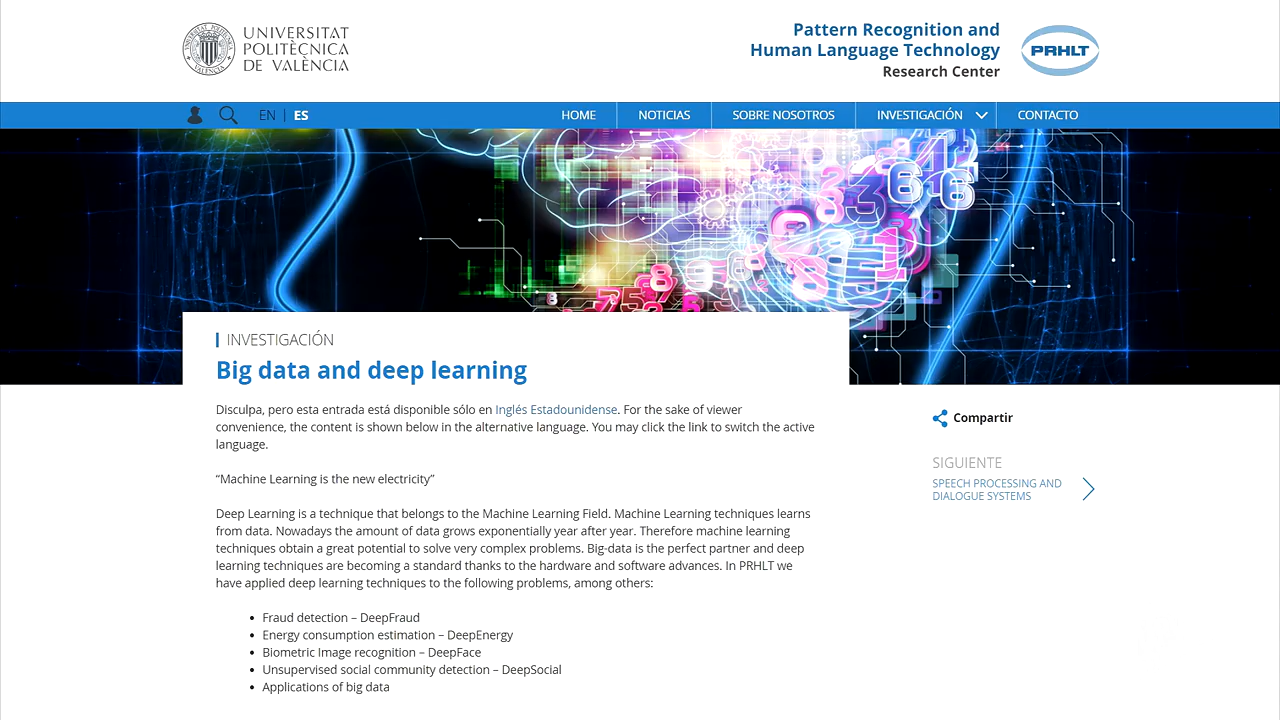 UNIVERSITAT
POLITÈCNICA
DE VALÈNCIA
Pattern Recognition and
Human Language Technology
Research Center
PRHLT
EN | ES
HOME
NOTICIAS
SOBRE NOSOTROS
INVESTIGACIÓN
CONTACTO
INVESTIGACIÓN
Big data and deep learning
Disculpa, pero esta entrada está disponible sólo en Inglés Estadounidense. For the sake of viewer
convenience, the content is shown below in the alternative language. You may click the link to switch the active
language.
“Machine Learning is the new electricity”
Deep Learning is a technique that belongs to the Machine Learning Field. Machine Learning techniques learns
from data. Nowadays the amount of data grows exponentially year after year. Therefore machine learning
techniques obtain a great potential to solve very complex problems. Big-data is the perfect partner and deep
learning techniques are becoming a standard thanks to the hardware and software advances. In PRHLT we
have applied deep learning techniques to the following problems, among others:
• Fraud detection – DeepFraud
• Energy consumption estimation – DeepEnergy
• Biometric Image recognition – DeepFace
• Unsupervised social community detection – DeepSocial
• Applications of big data
Compartir
SIGUIENTE
SPEECH PROCESSING AND
DIALOGUE SYSTEMS